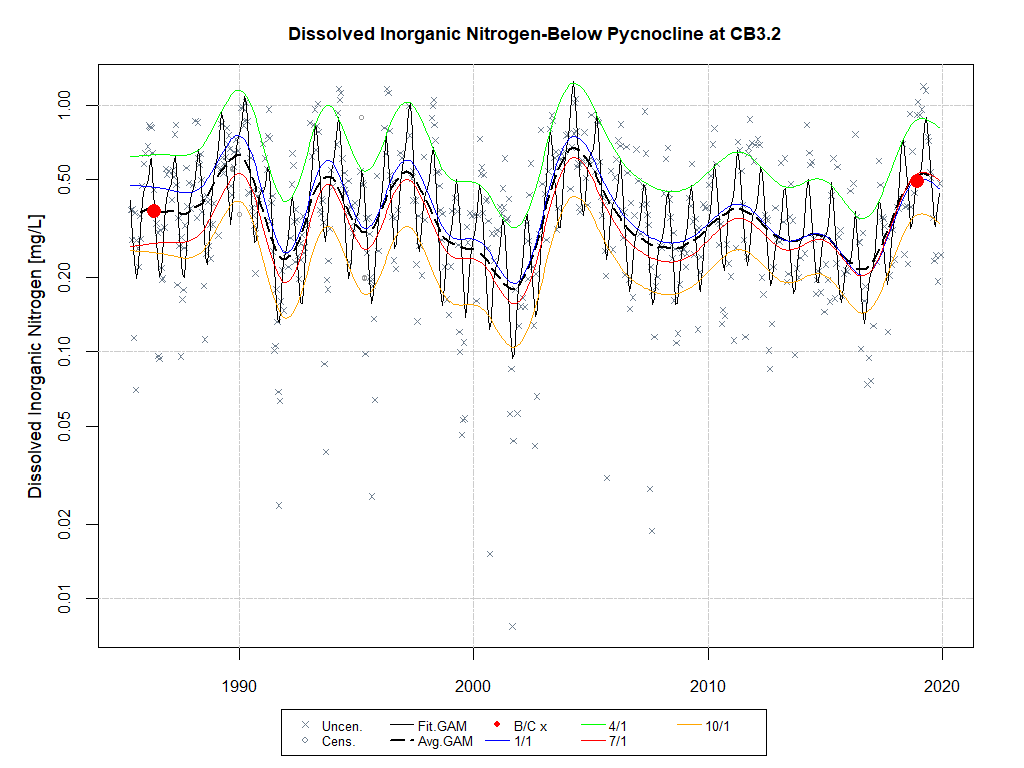 Dissolved Inorganic Nitrogen-Below Pycnocline at CB3.2
Dissolved Inorganic Nitrogen [mg/L]
1.00
0.50
0.20
0.10
0.05
0.02
0.01
1990 2000 2010 2020
Uncen. Fit.GAM B/C x 4/1 10/1
Cens. Avg.GAM 1/1 7/1